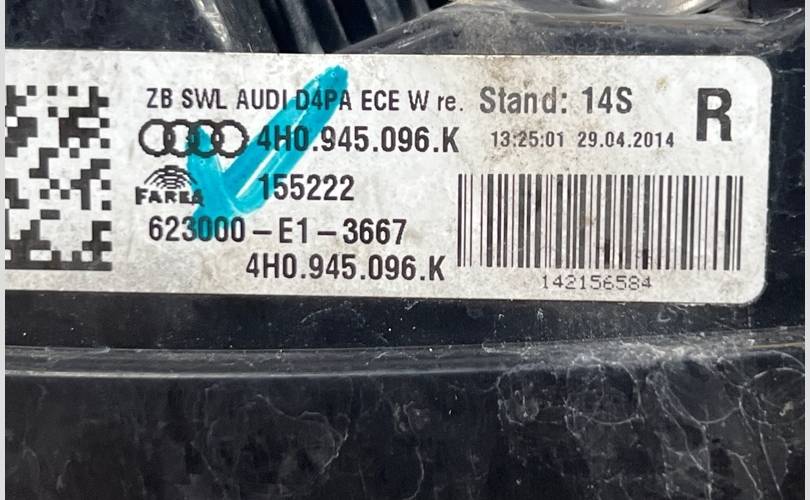 ZB SWL AUDI D4PA ECE W re. Stand: 14S
R
4H0.945.096.K 13:25:01 29.04.2014
FAREA 155222
623000-E1-3667
4H0.945.096.K
142156584